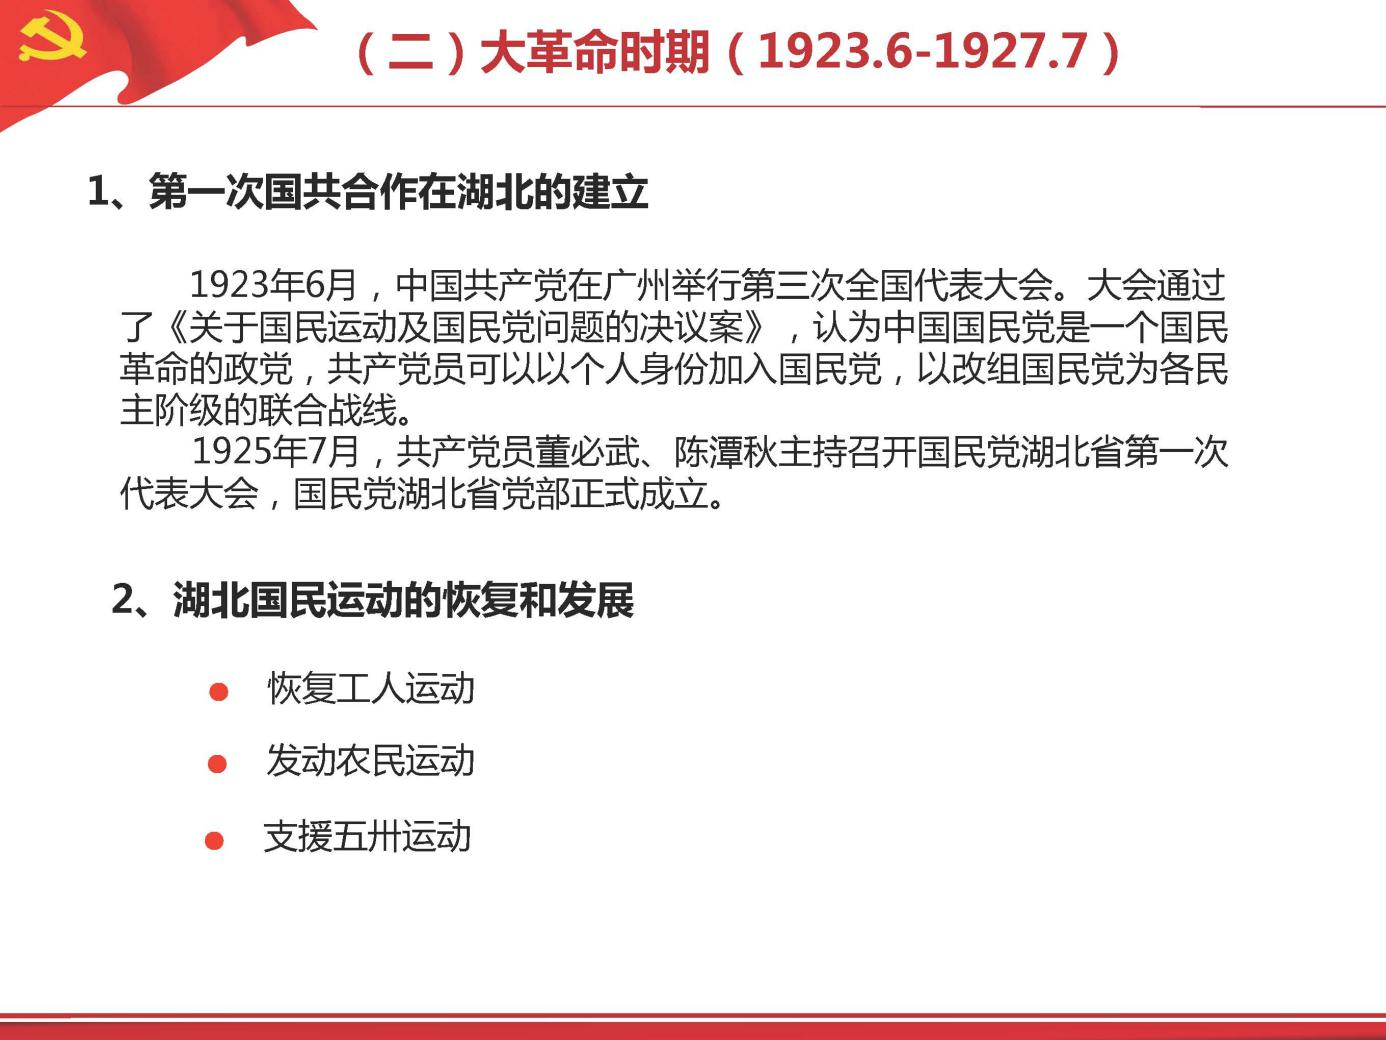 （二）大革命时期（1923.6-1927.7）
1、第一次国共合作在湖北的建立
1923年6月，中国共产党在广州举行第三次全国代表大会。大会通过
了《关于国民运动及国民党问题的决议案》，认为中国国民党是一个国民
革命的政党，共产党员可以以个人身份加入国民党，以改组国民党为各民
主阶级的联合战线。
1925年7月，共产党员董必武、陈潭秋主持召开国民党湖北省第一次
代表大会，国民党湖北省党部正式成立。
2、湖北国民运动的恢复和发展
● 恢复工人运动
● 发动农民运动
● 支援五卅运动